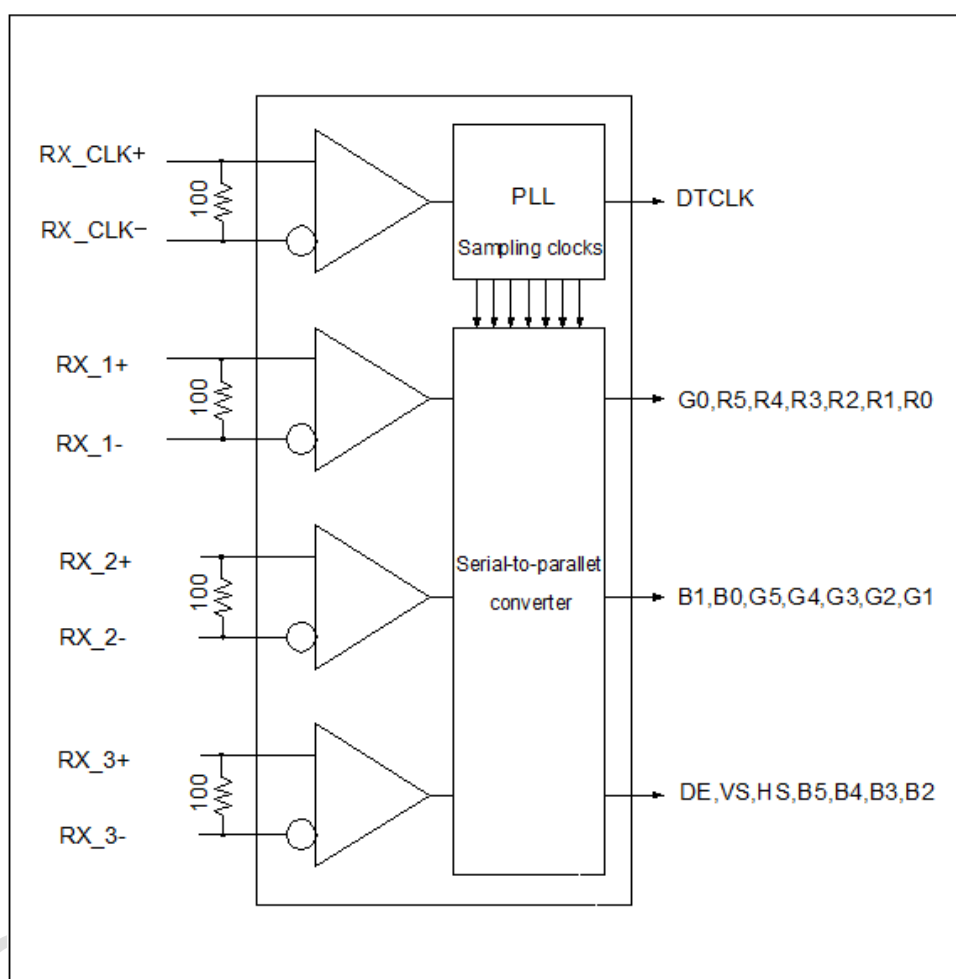 RX_CLK+
100
RX_CLK−
PLL
Sampling clocks
DTCLK
RX_1+
100
RX_1-
G0,R5,R4,R3,R2,R1,R0
RX_2+
100
RX_2-
Serial-to-parallet
converter
B1,B0,G5,G4,G3,G2,G1
RX_3+
100
RX_3-
DE,VS,HS,B5,B4,B3,B2